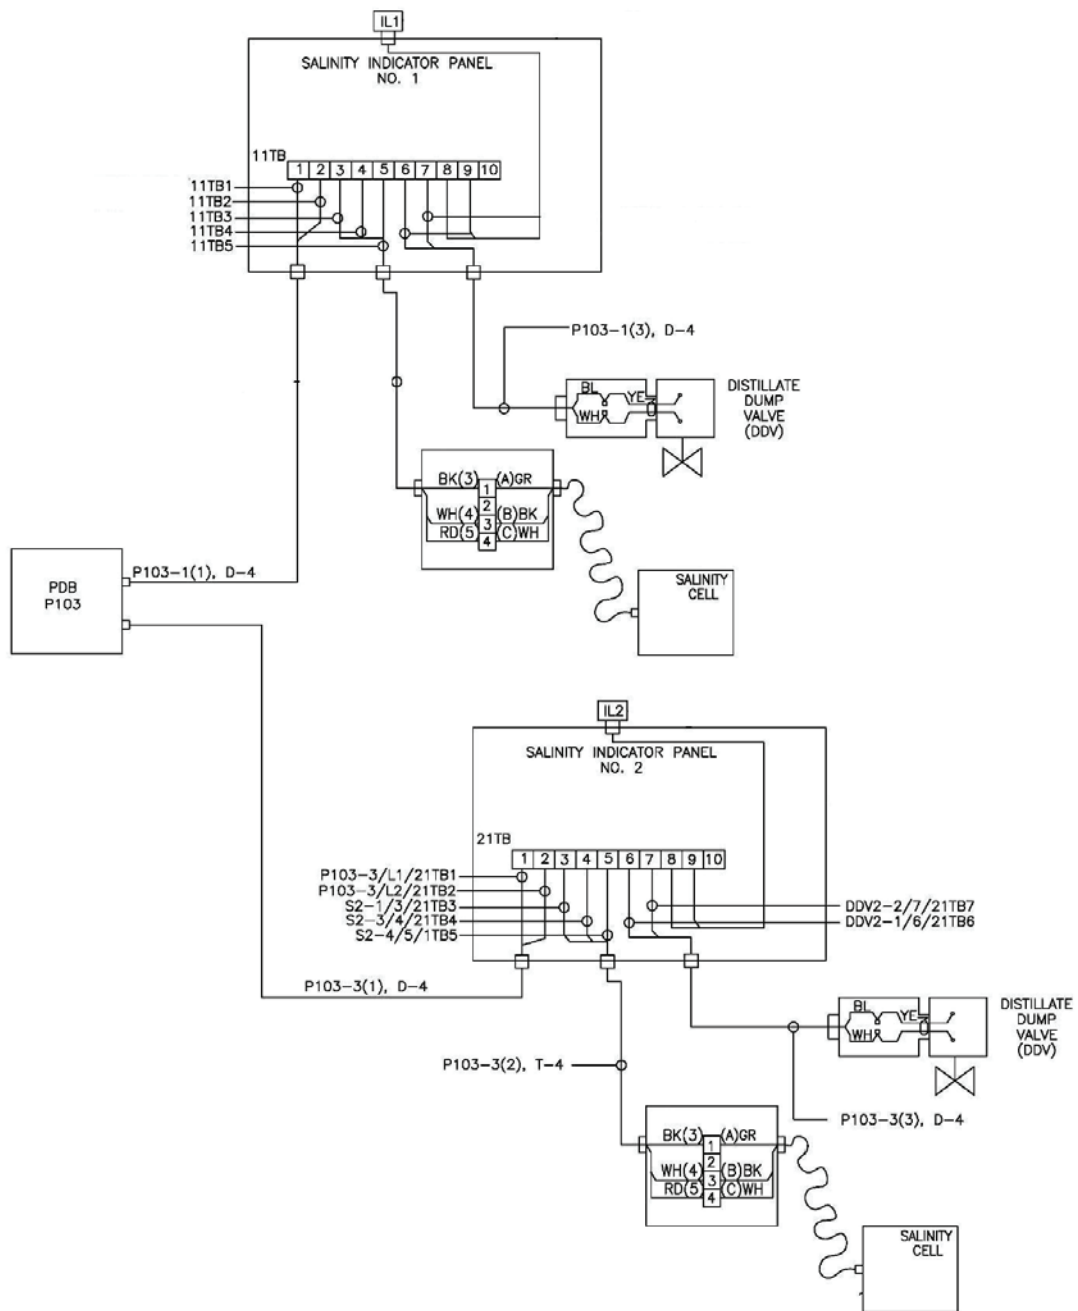 IL1
SALINITY INDICATOR PANEL
NO. 1
11TB
1 2 3 4 5 6 7 8 9 10
11TB1
11TB2
11TB3
11TB4
11TB5
P103-1(3), D-4
BL
YE
WH
DISTILLATE
DUMP
VALVE
(DDV)
BK(3) 1 (A)GR
2
WH(4) 3 (B)BK
RD(5 4 (C)WH
SALINITY
CELL
PDB
P103
P103-1(1), D-4
IL2
SALINITY INDICATOR PANEL
NO. 2
21TB
1 2 3 4 5 6 7 8 9 10
P103-3/L1/21TB1
P103-3/L2/21TB2
S2-1/3/21TB3
S2-3/4/21TB4
S2-4/5/1TB5
DDV2-2/7/21TB7
DDV2-1/6/21TB6
P103-3(1), D-4
P103-3(2), T-4
BL
YE
WH
DISTILLATE
DUMP
VALVE
(DDV)
P103-3(3), D-4
BK(3) 1 (A)GR
2
WH(4) 3 (B)BK
RD(5 4 (C)WH
SALINITY
CELL